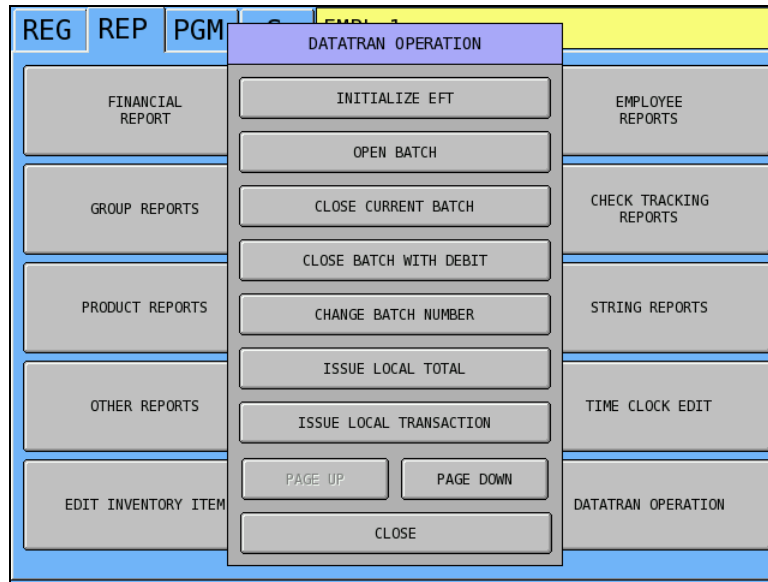 REG REP PGM
DATATRAN OPERATION
FINANCIAL
REPORT
GROUP REPORTS
PRODUCT REPORTS
OTHER REPORTS
EDIT INVENTORY ITEM
INITIALIZE EFT
OPEN BATCH
CLOSE CURRENT BATCH
CLOSE BATCH WITH DEBIT
CHANGE BATCH NUMBER
ISSUE LOCAL TOTAL
ISSUE LOCAL TRANSACTION
PAGE UP PAGE DOWN
CLOSE
EMPLOYEE
REPORTS
CHECK TRACKING
REPORTS
STRING REPORTS
TIME CLOCK EDIT
DATATRAN OPERATION